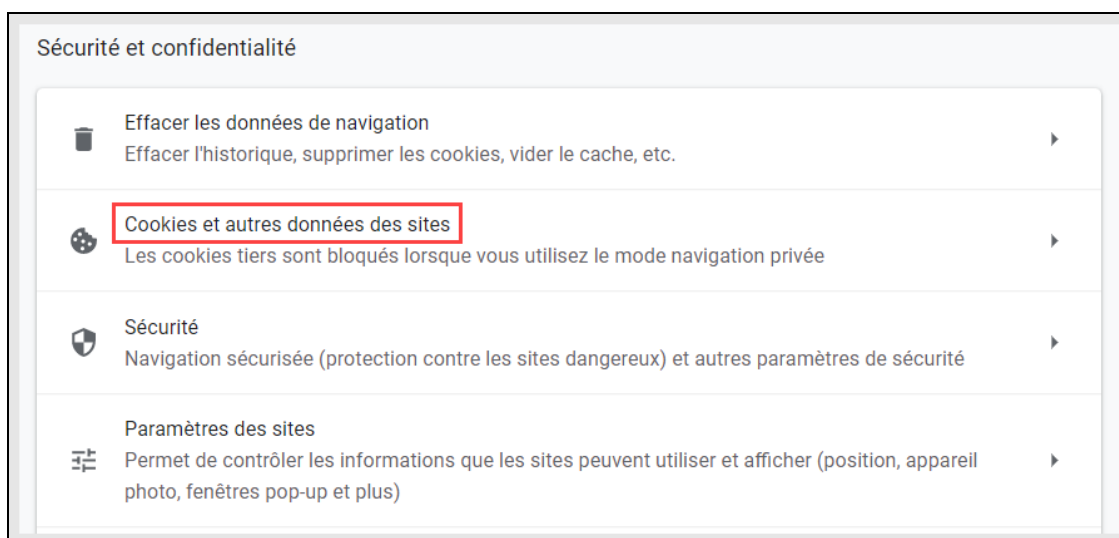 Sécurité et confidentialité
Effacer les données de navigation
Effacer l'historique, supprimer les cookies, vider le cache, etc.
Cookies et autres données des sites
Les cookies tiers sont bloqués lorsque vous utilisez le mode navigation privée
Sécurité
Navigation sécurisée (protection contre les sites dangereux) et autres paramètres de sécurité
Paramètres des sites
Permet de contrôler les informations que les sites peuvent utiliser et afficher (position, appareil
photo, fenêtres pop-up et plus)